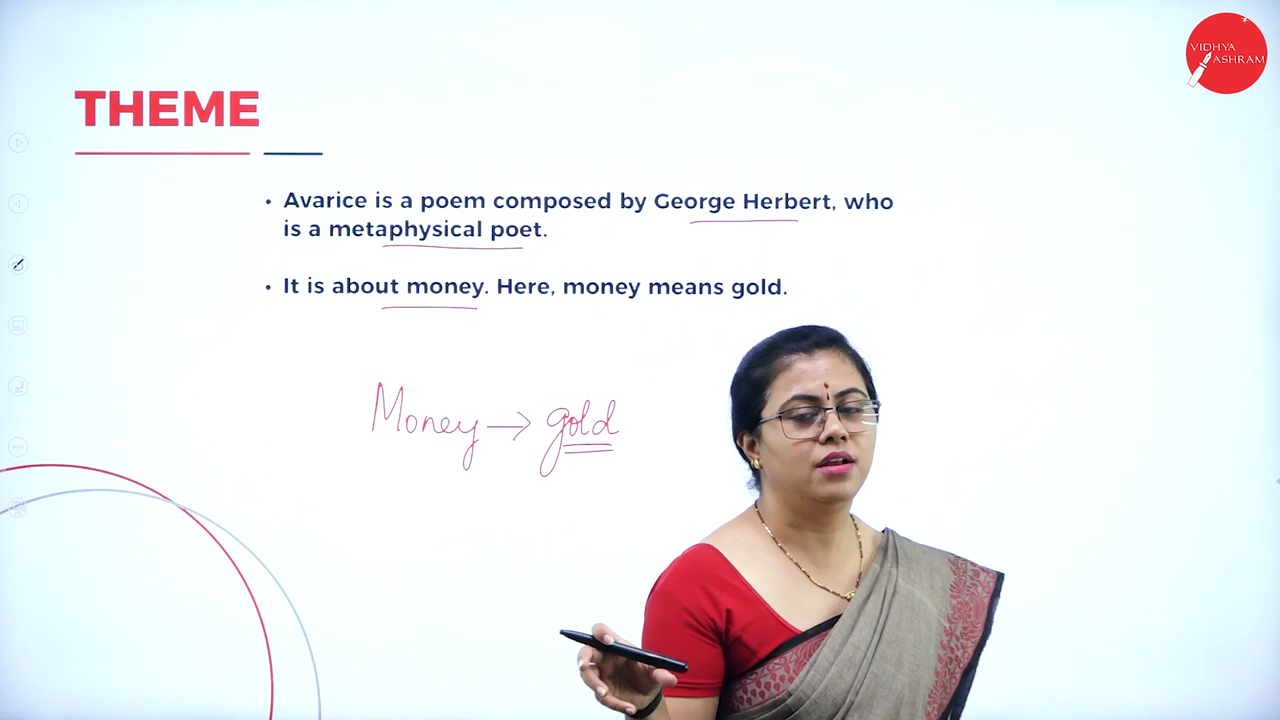 VIDHYA
ASHRAM
THEME
• Avarice is a poem composed by George Herbert, who
is a metaphysical poet.
• It is about money. Here, money means gold.
Money → gold